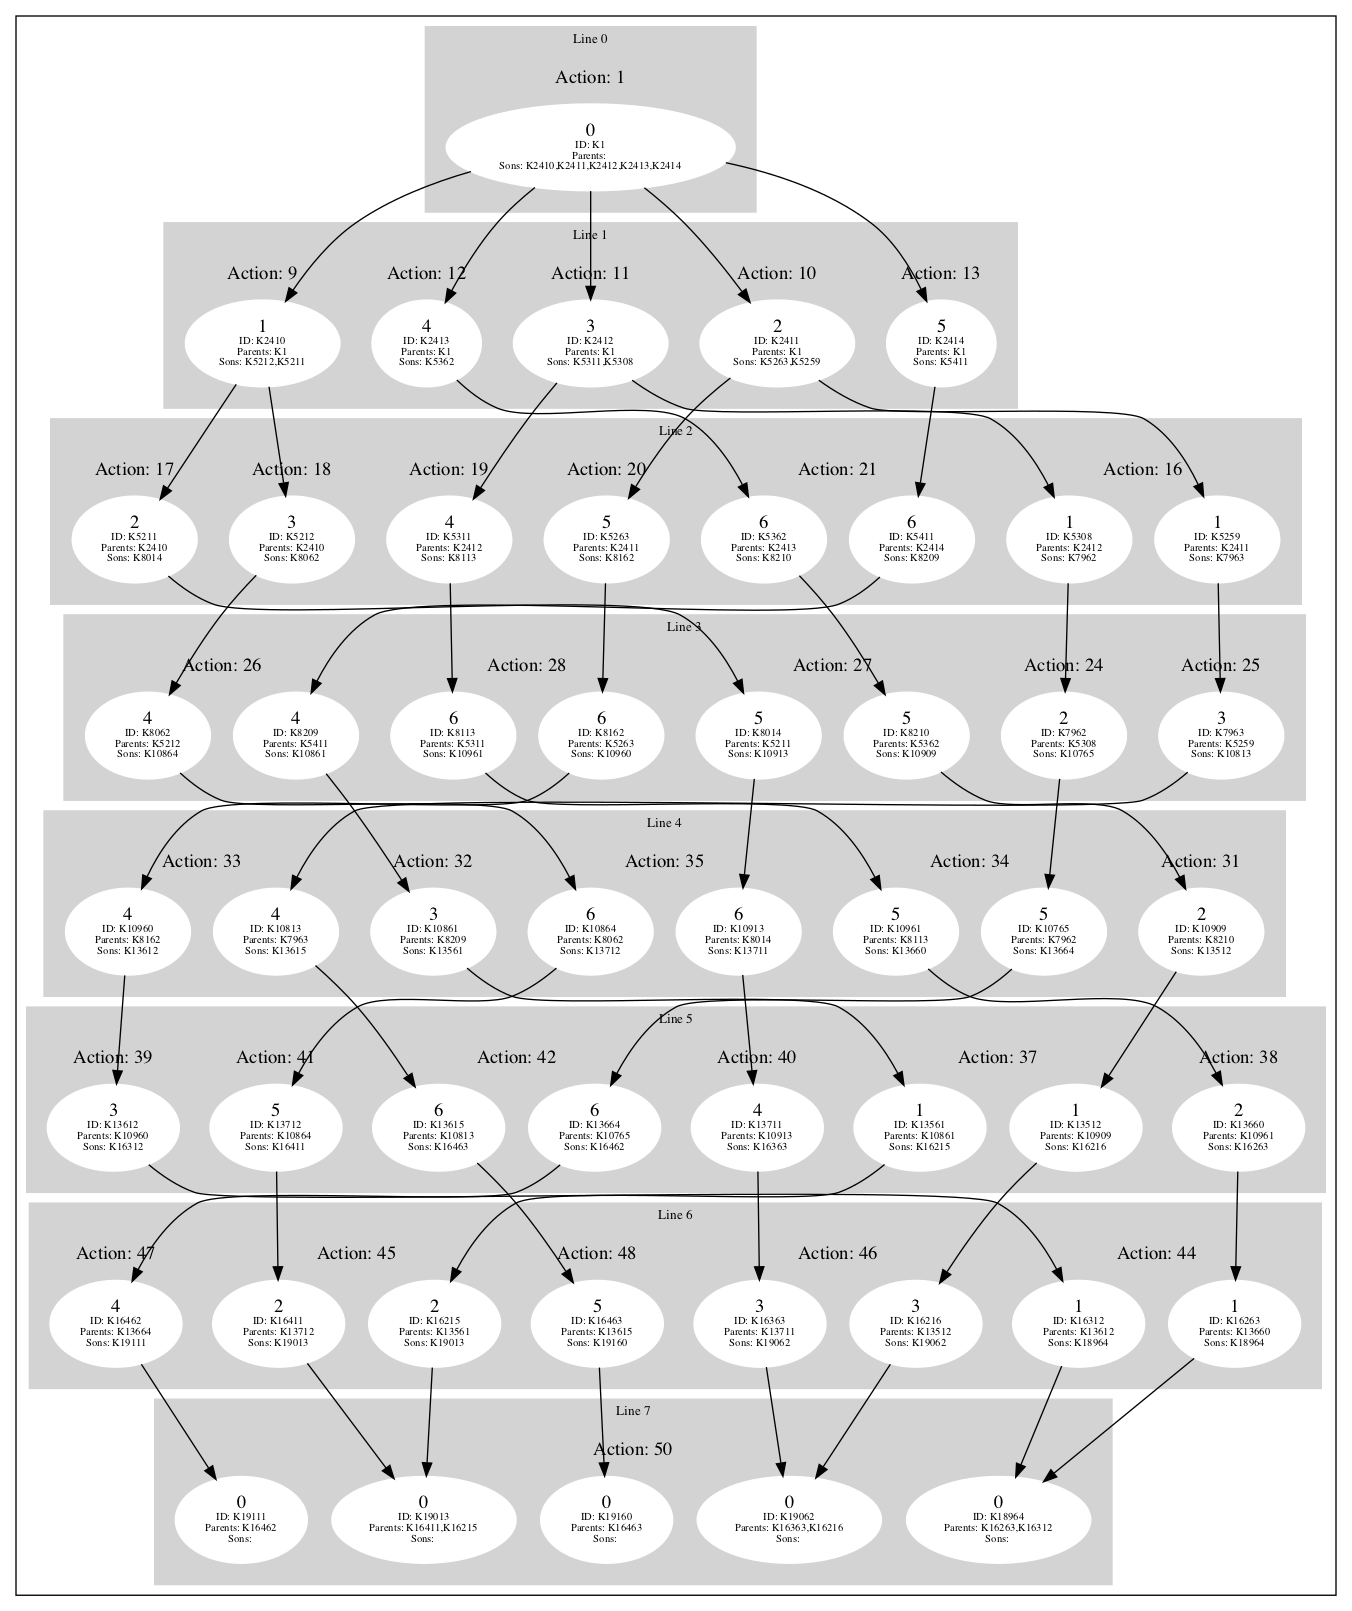 Line 0
Action: 1
0
ID: K1
Parents:
Sons: K2410,K2411,K2412,K2413,K2414
Line 1
Action: 9
Action: 12
Action: 11
Action: 10
Action: 13
1
ID: K2410
Parents: K1
Sons: K5212,K5211
4
ID: K2413
Parents: K1
Sons: K5362
3
ID: K2412
Parents: K1
Sons: K5311,K5308
2
ID: K2411
Parents: K1
Sons: K5263,K5259
5
ID: K2414
Parents: K1
Sons: K5411
Line 2
Action: 17
Action: 18
Action: 19
Action: 20
Action: 21
Action: 16
2
ID: K5211
Parents: K2410
Sons: K8014
3
ID: K5212
Parents: K2410
Sons: K8062
4
ID: K5311
Parents: K2412
Sons: K8113
5
ID: K5263
Parents: K2411
Sons: K8162
6
ID: K5362
Parents: K2413
Sons: K8210
6
ID: K5411
Parents: K2414
Sons: K8209
1
ID: K5308
Parents: K2412
Sons: K7962
1
ID: K5259
Parents: K2411
Sons: K7963
Line 3
Action: 26
Action: 28
Action: 27
Action: 24
Action: 25
4
ID: K8062
Parents: K5212
Sons: K10864
4
ID: K8209
Parents: K5411
Sons: K10861
6
ID: K8113
Parents: K5311
Sons: K10961
6
ID: K8162
Parents: K5263
Sons: K10960
5
ID: K8014
Parents: K5211
Sons: K10913
5
ID: K8210
Parents: K5362
Sons: K10909
2
ID: K7962
Parents: K5308
Sons: K10765
3
ID: K7963
Parents: K5259
Sons: K10813
Line 4
Action: 33
Action: 32
Action: 35
Action: 34
Action: 31
4
ID: K10960
Parents: K8162
Sons: K13612
4
ID: K10813
Parents: K7963
Sons: K13615
3
ID: K10861
Parents: K8209
Sons: K13561
6
ID: K10864
Parents: K8062
Sons: K13712
6
ID: K10913
Parents: K8014
Sons: K13711
5
ID: K10961
Parents: K8113
Sons: K13660
5
ID: K10765
Parents: K7962
Sons: K13664
2
ID: K10909
Parents: K8210
Sons: K13512
Line 5
Action: 39
Action: 41
Action: 42
Action: 40
Action: 37
Action: 38
3
ID: K13612
Parents: K10960
Sons: K16312
5
ID: K13712
Parents: K10864
Sons: K16411
6
ID: K13615
Parents: K10813
Sons: K16463
6
ID: K13664
Parents: K10765
Sons: K16462
4
ID: K13711
Parents: K10913
Sons: K16363
1
ID: K13561
Parents: K10861
Sons: K16215
1
ID: K13512
Parents: K10909
Sons: K16216
2
ID: K13660
Parents: K10961
Sons: K16263
Line 6
Action: 47
Action: 45
Action: 48
Action: 46
Action: 44
4
ID: K16462
Parents: K13664
Sons: K19111
2
ID: K16411
Parents: K13712
Sons: K19013
2
ID: K16215
Parents: K13561
Sons: K19013
5
ID: K16463
Parents: K13615
Sons: K19160
3
ID: K16363
Parents: K13711
Sons: K19062
3
ID: K16216
Parents: K13512
Sons: K19062
1
ID: K16312
Parents: K13612
Sons: K18964
1
ID: K16263
Parents: K13660
Sons: K18964
Line 7
Action: 50
0
ID: K19111
Parents: K16462
Sons:
0
ID: K19013
Parents: K16411,K16215
Sons:
0
ID: K19160
Parents: K16463
Sons:
0
ID: K19062
Parents: K16363,K16216
Sons:
0
ID: K18964
Parents: K16263,K16312
Sons: